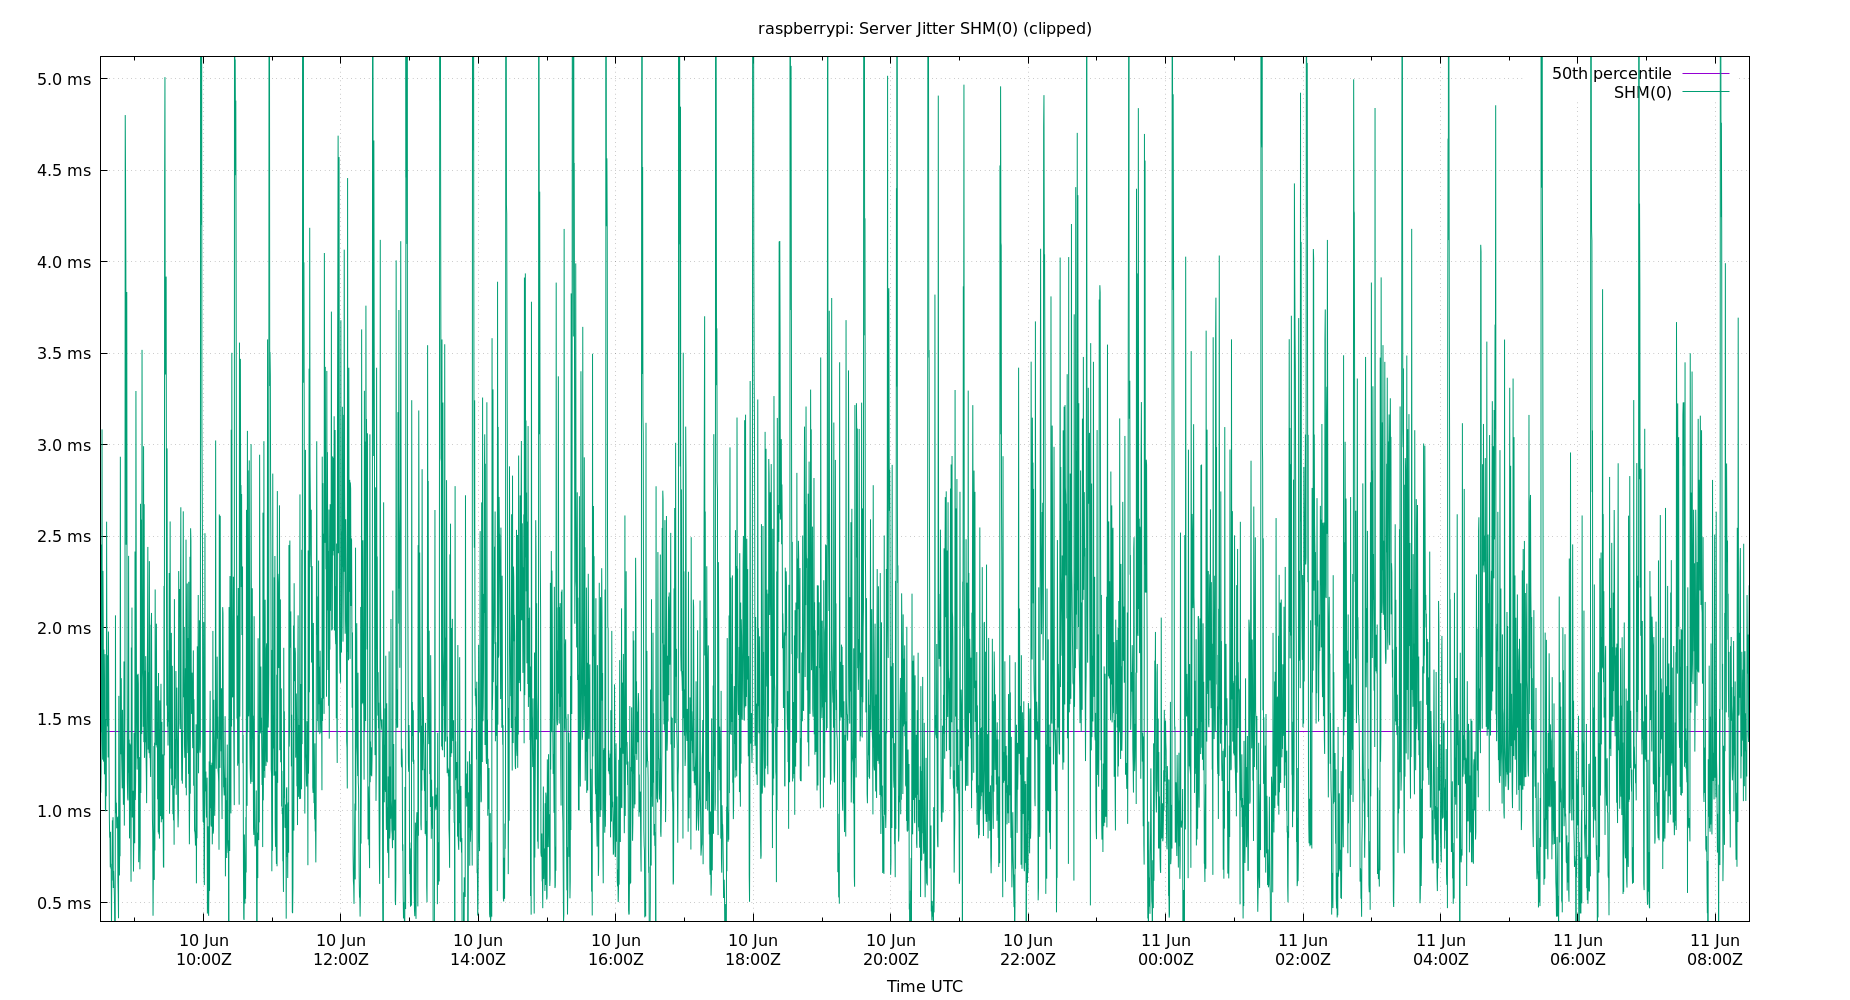 raspberrypi: Server Jitter SHM(0) (clipped)
50th percentile
SHM(0)
5.0 ms
4.5 ms
4.0 ms
3.5 ms
3.0 ms
2.5 ms
2.0 ms
1.5 ms
1.0 ms
0.5 ms
10 Jun 10 Jun 10 Jun 10 Jun 10 Jun 10 Jun 10 Jun 11 Jun 11 Jun 11 Jun 11 Jun 11 Jun
10:00Z 12:00Z 14:00Z 16:00Z 18:00Z 20:00Z 22:00Z 00:00Z 02:00Z 04:00Z 06:00Z 08:00Z
Time UTC